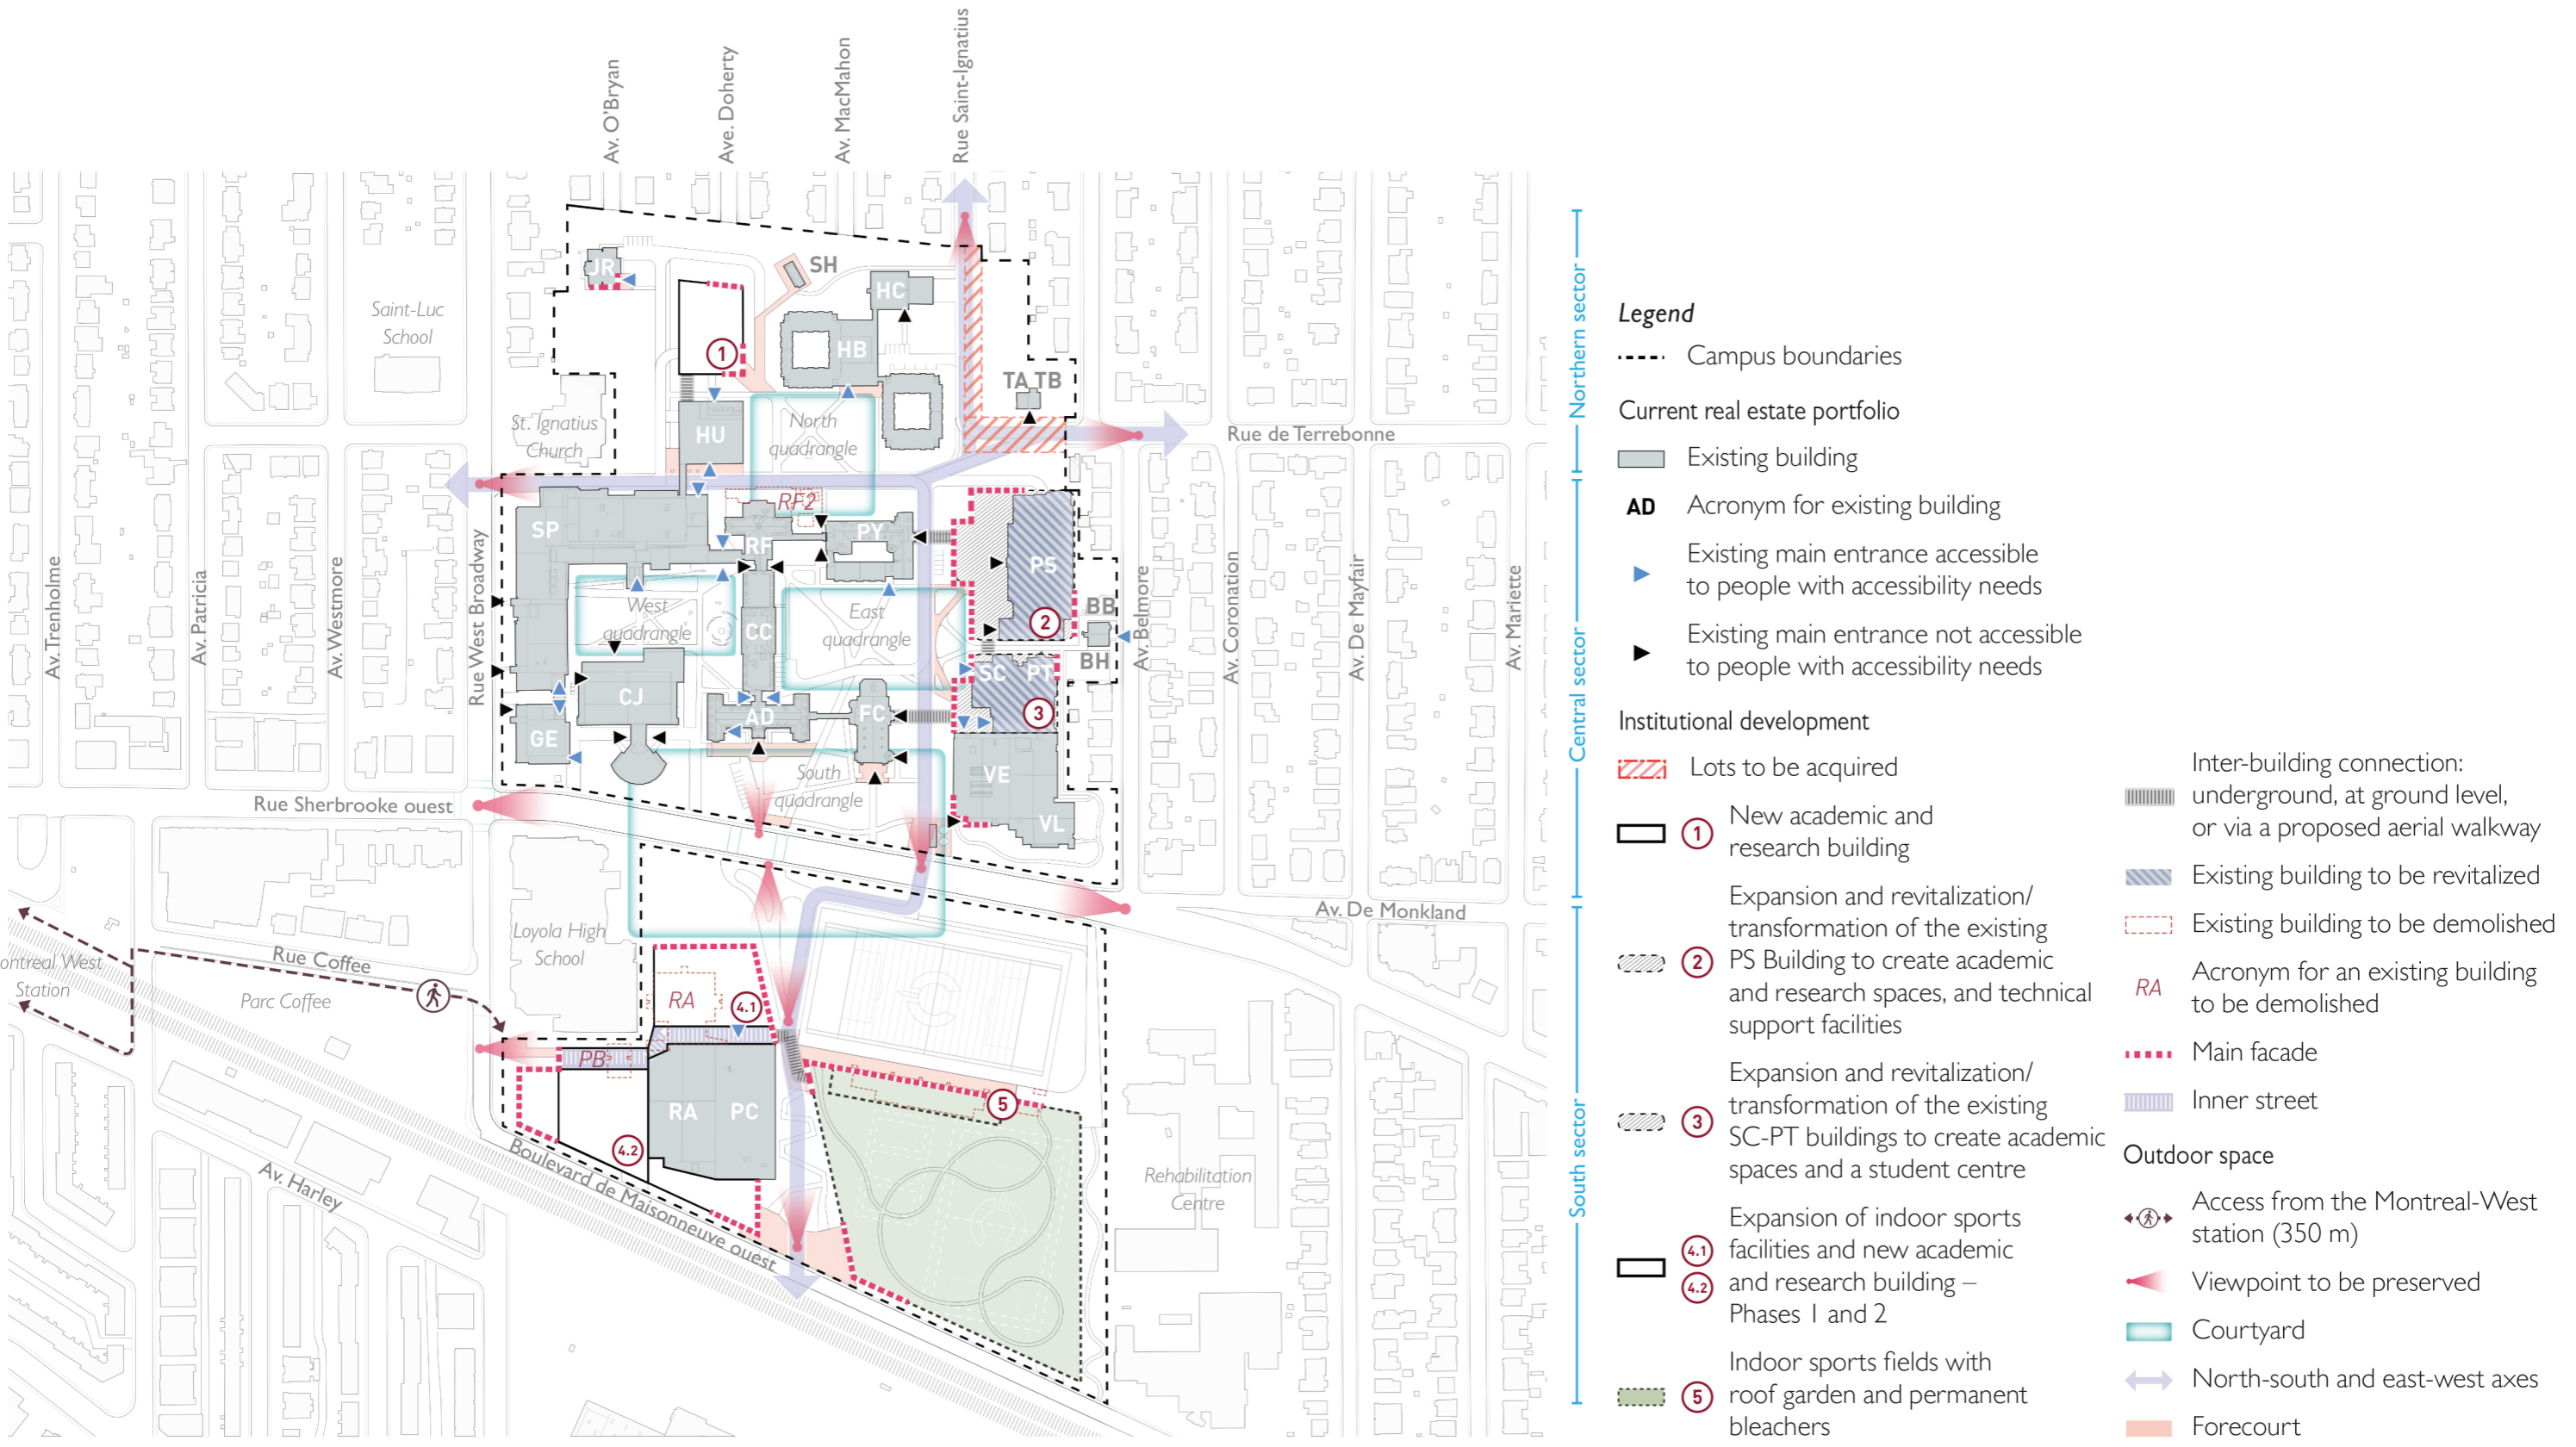 Av. O'Bryan
Ave. Doherty
Av. MacMahon
Rue Saint-Ignatius
Saint-Luc
School
JR
SH
HC
1
HB
TA TB
St. Ignatius
Church
HU
North
quadrangle
Rue de Terrebonne
RF2
SP
RF
PY
PS
Av. Trenholme
Av. Patricia
Av. Westmore
Rue West Broadway
West
quadrangle
CC
East
quadrangle
2
BB
BH
Av. Belmore
Av. Coronation
Av. De Mayfair
Av. Mariette
CJ
SC
PT
AD
FC
3
GE
South
quadrangle
VE
VL
Rue Sherbrooke ouest
Av. De Monkland
Loyola High
School
Rue Coffee
ontreal West
Station
Parc Coffee
RA
4.1
PB
RA
PC
5
4.2
Boulevard de Maisonneuve ouest
Av. Harley
Rehabilitation
Centre
Northern sector
Central sector
South sector
Legend
Campus boundaries
Current real estate portfolio
Existing building
AD
Acronym for existing building
Existing main entrance accessible
to people with accessibility needs
Existing main entrance not accessible
to people with accessibility needs
Institutional development
Lots to be acquired
1
New academic and
research building
2
Expansion and revitalization/
transformation of the existing
PS Building to create academic
and research spaces, and technical
support facilities
3
Expansion and revitalization/
transformation of the existing
SC-PT buildings to create academic
spaces and a student centre
4.1
4.2
Expansion of indoor sports
facilities and new academic
and research building –
Phases 1 and 2
5
Indoor sports fields with
roof garden and permanent
bleachers
Inter-building connection:
underground, at ground level,
or via a proposed aerial walkway
Existing building to be revitalized
Existing building to be demolished
RA
Acronym for an existing building
to be demolished
Main facade
Inner street
Outdoor space
Access from the Montreal-West
station (350 m)
Viewpoint to be preserved
Courtyard
North-south and east-west axes
Forecourt